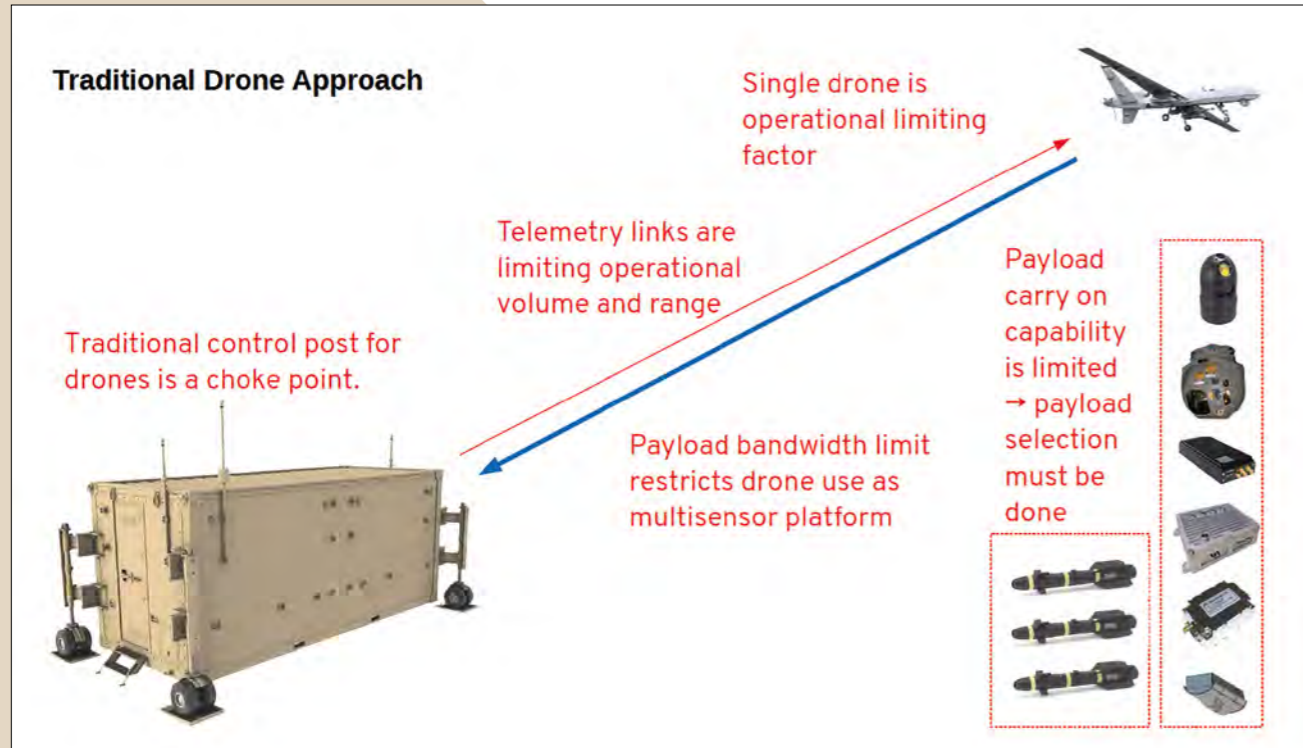 Traditional Drone Approach
Single drone is
operational limiting
factor
Telemetry links are
limiting operational
volume and range
Traditional control post for
drones is a choke point.
Payload bandwidth limit
restricts drone use as
multisensor platform
Payload
carry on
capability
is limited
→ payload
selection
must be
done